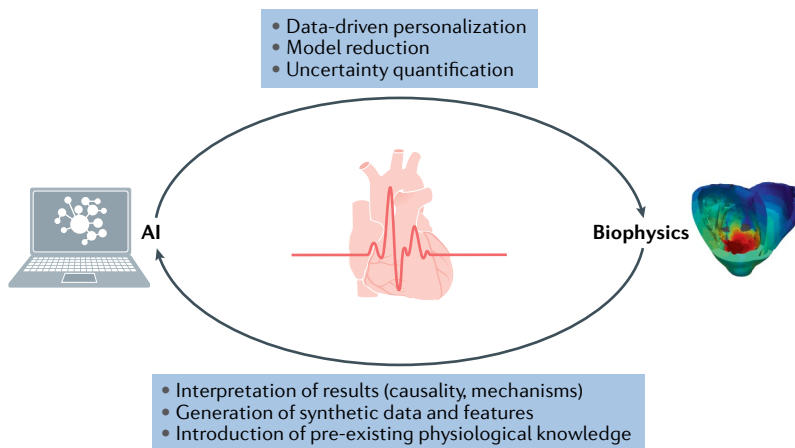 • Data-driven personalization
• Model reduction
• Uncertainty quantification
AI
Biophysics
• Interpretation of results (causality, mechanisms)
• Generation of synthetic data and features
• Introduction of pre-existing physiological knowledge